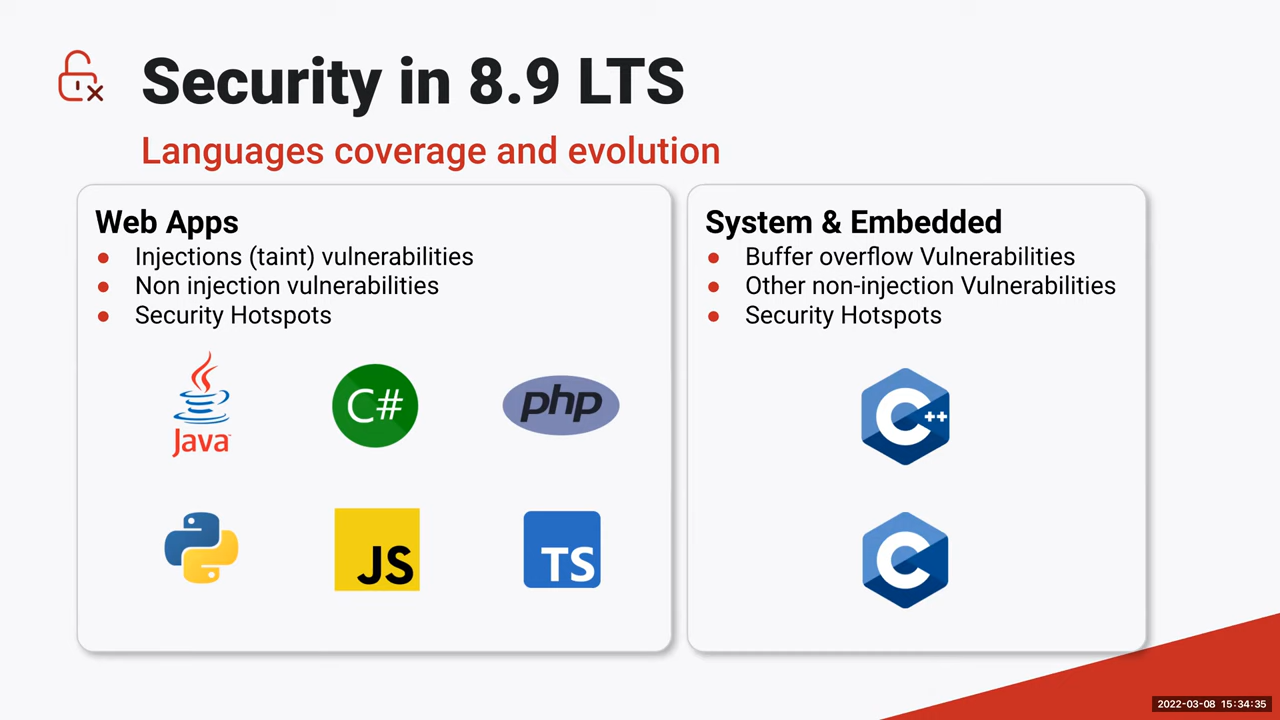 Security in 8.9 LTS
Languages coverage and evolution
Web Apps
● Injections (taint) vulnerabilities
● Non injection vulnerabilities
● Security Hotspots
Java
C#
php
JS
TS
System & Embedded
● Buffer overflow Vulnerabilities
● Other non-injection Vulnerabilities
● Security Hotspots
C++
C
2022-03-08 15:34:35